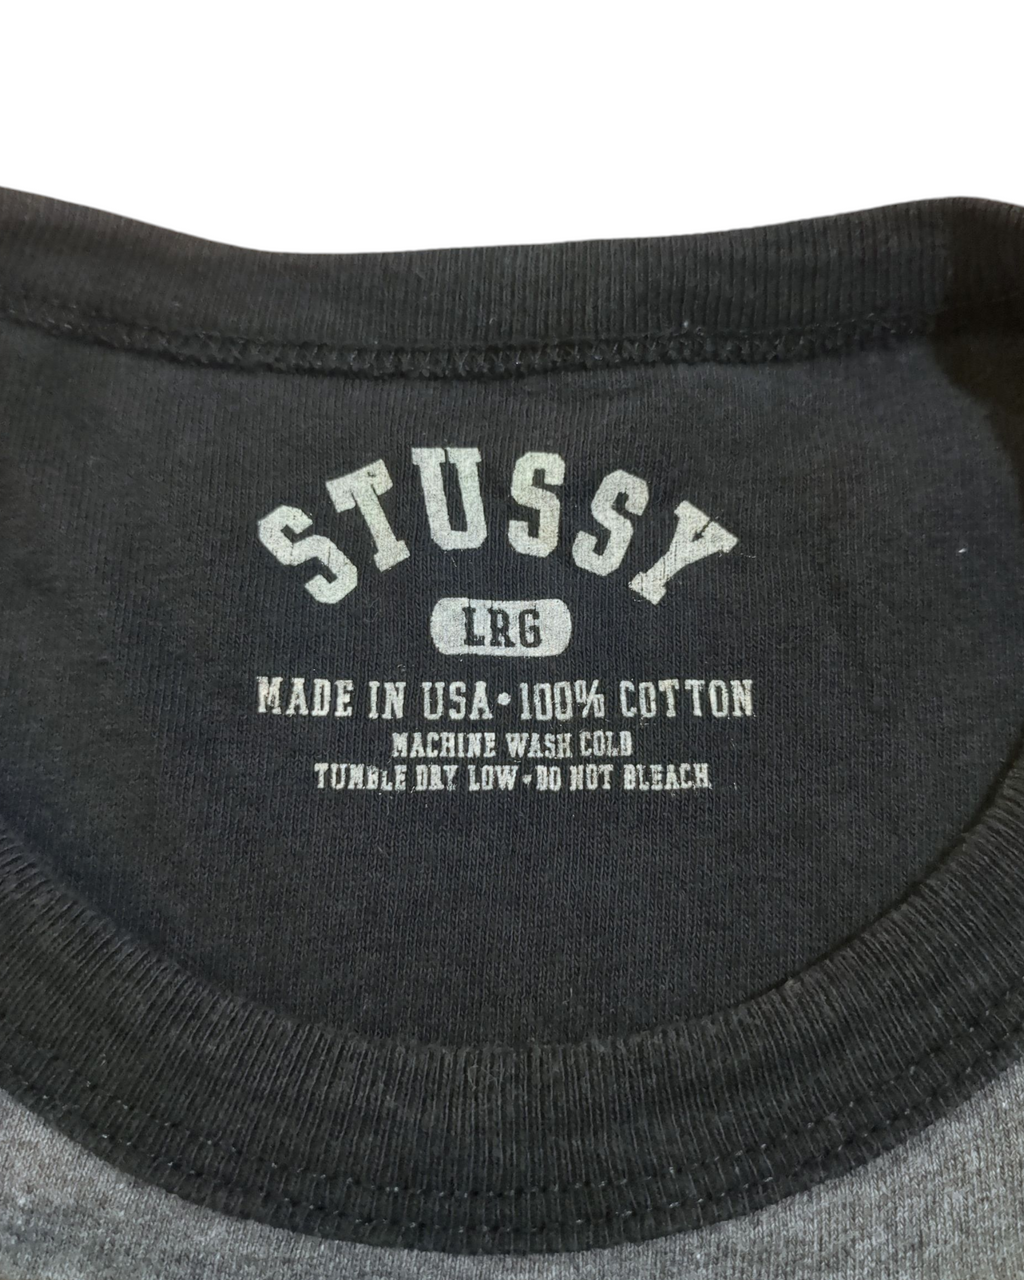 STUSSY
LRG
MADE IN USA • 100% COTTON
MACHINE WASH COLD
TUMBLE DRY LOW • DO NOT BLEACH